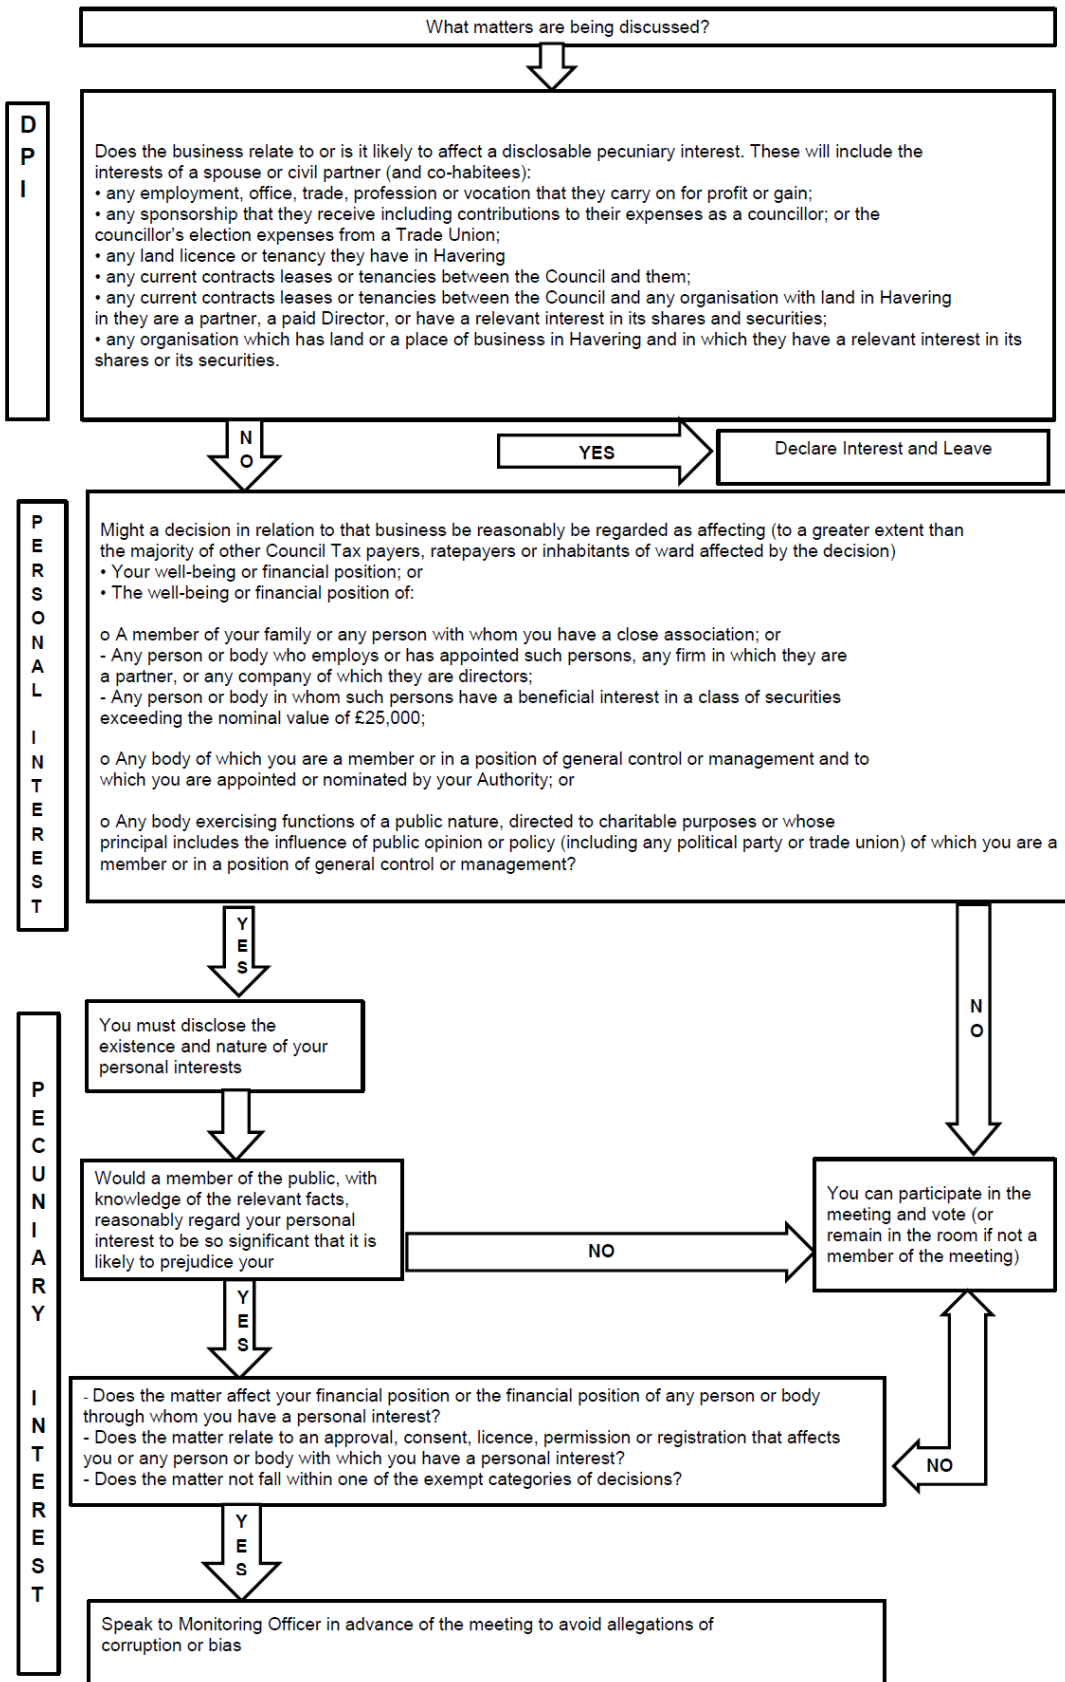 What matters are being discussed?
D
P
I
Does the business relate to or is it likely to affect a disclosable pecuniary interest. These will include the
interests of a spouse or civil partner (and co-habitees):
• any employment, office, trade, profession or vocation that they carry on for profit or gain;
• any sponsorship that they receive including contributions to their expenses as a councillor; or the
councillor's election expenses from a Trade Union;
• any land licence or tenancy they have in Havering
• any current contracts leases or tenancies between the Council and them;
• any current contracts leases or tenancies between the Council and any organisation with land in Havering
in they are a partner, a paid Director, or have a relevant interest in its shares and securities;
• any organisation which has land or a place of business in Havering and in which they have a relevant interest in its
shares or its securities.
N
O
YES
Declare Interest and Leave
P
E
R
S
O
N
A
L
I
N
T
E
R
E
S
T
Might a decision in relation to that business be reasonably be regarded as affecting (to a greater extent than
the majority of other Council Tax payers, ratepayers or inhabitants of ward affected by the decision)
• Your well-being or financial position; or
• The well-being or financial position of:
o A member of your family or any person with whom you have a close association; or
- Any person or body who employs or has appointed such persons, any firm in which they are
a partner, or any company of which they are directors;
- Any person or body in whom such persons have a beneficial interest in a class of securities
exceeding the nominal value of £25,000;
o Any body of which you are a member or in a position of general control or management and to
which you are appointed or nominated by your Authority; or
o Any body exercising functions of a public nature, directed to charitable purposes or whose
principal includes the influence of public opinion or policy (including any political party or trade union) of which you are a
member or in a position of general control or management?
Y
E
S
N
O
P
E
C
U
N
I
A
R
Y
I
N
T
E
R
E
S
T
You must disclose the
existence and nature of your
personal interests
Would a member of the public, with
knowledge of the relevant facts,
reasonably regard your personal
interest to be so significant that it is
likely to prejudice your
NO
You can participate in the
meeting and vote (or
remain in the room if not a
member of the meeting)
Y
E
S
- Does the matter affect your financial position or the financial position of any person or body
through whom you have a personal interest?
- Does the matter relate to an approval, consent, licence, permission or registration that affects
you or any person or body with which you have a personal interest?
- Does the matter not fall within one of the exempt categories of decisions?
NO
Y
E
S
Speak to Monitoring Officer in advance of the meeting to avoid allegations of
corruption or bias